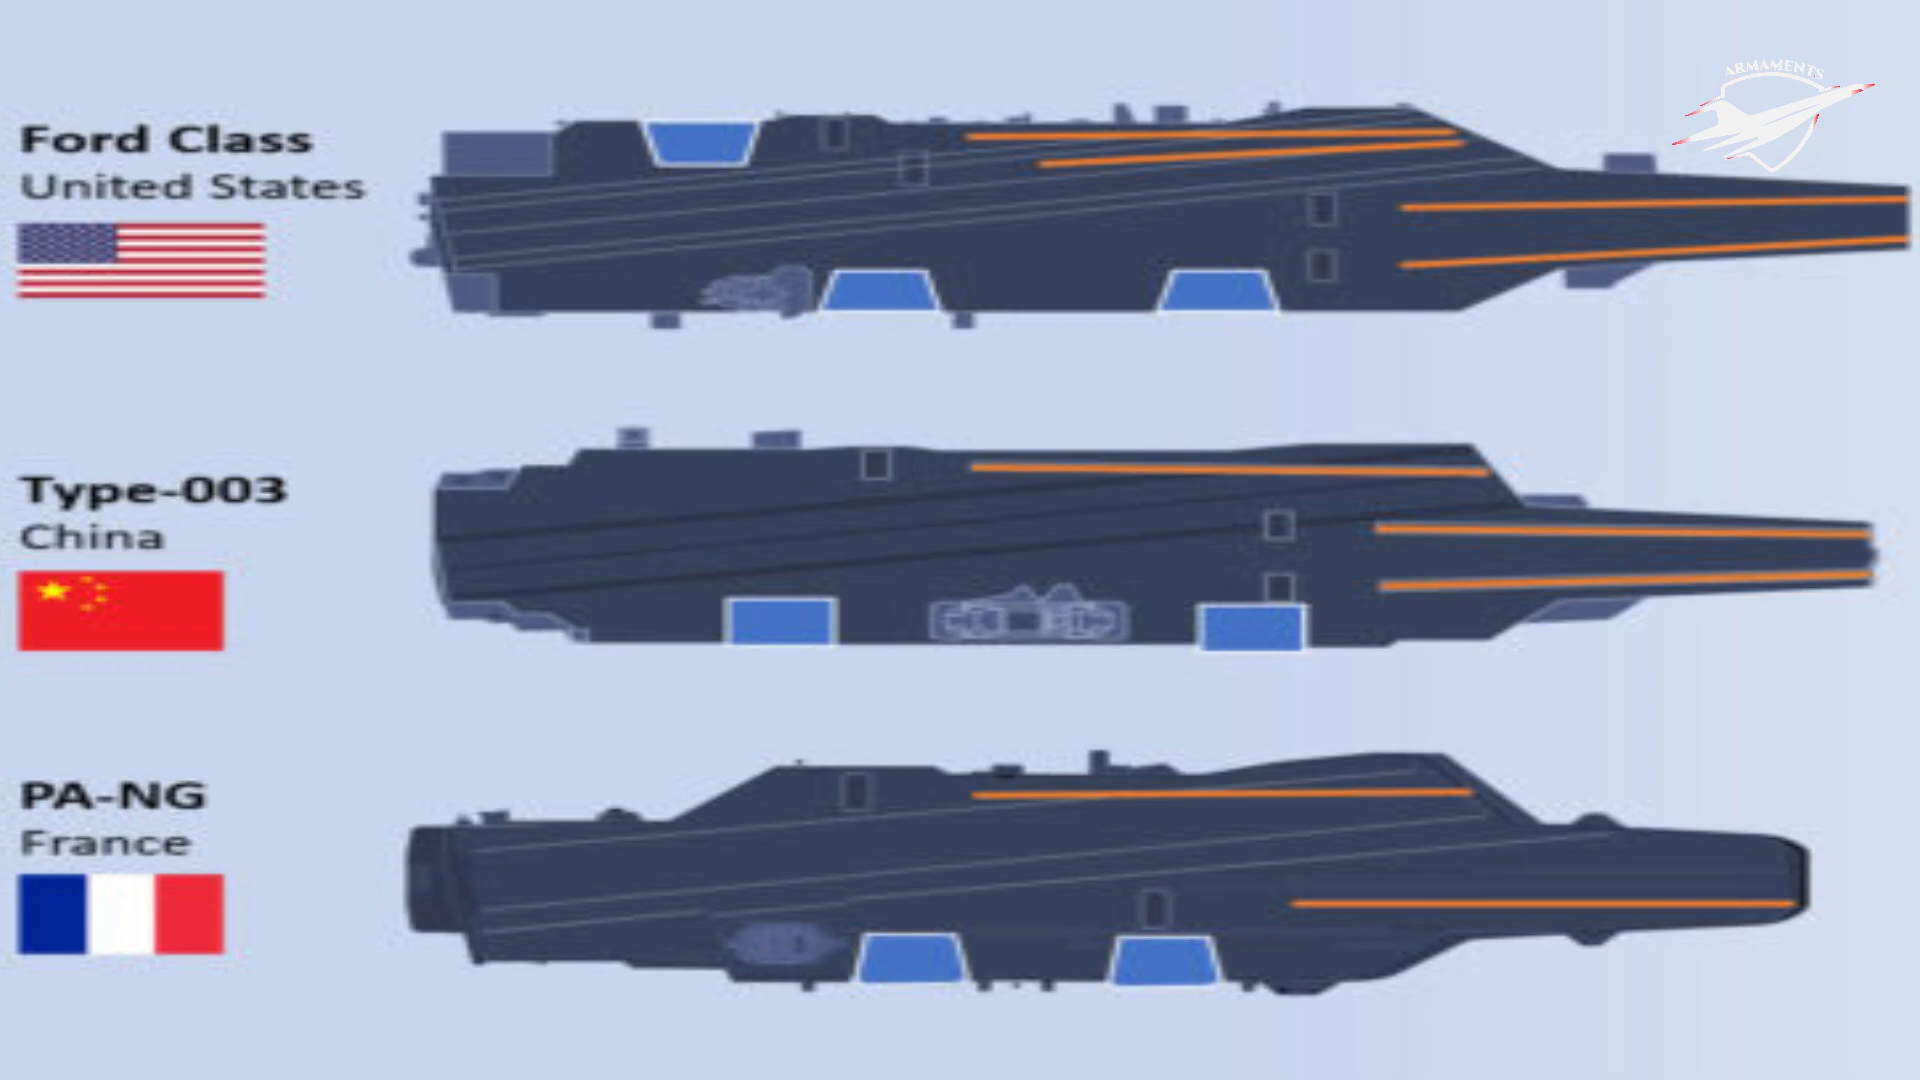 ARMAMENTS
Ford Class
United States
Type-003
China
PA-NG
France